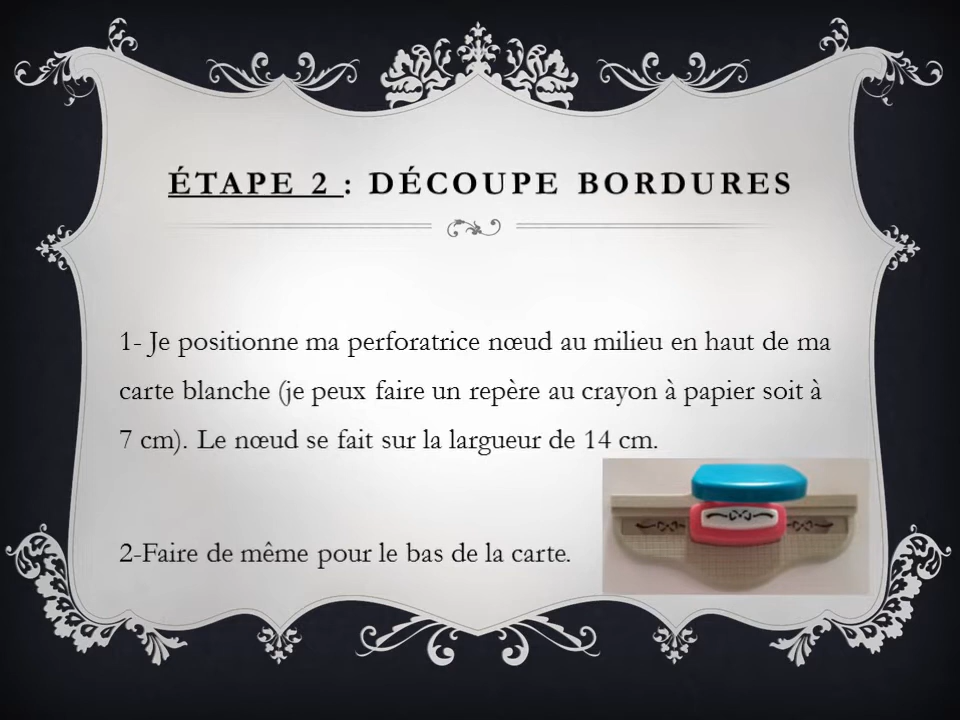 ÉTAPE 2 : DÉCOUPE BORDURES
1- Je positionne ma perforatrice nœud au milieu en haut de ma
carte blanche (je peux faire un repère au crayon à papier soit à
7 cm). Le nœud se fait sur la largueur de 14 cm.
2-Faire de même pour le bas de la carte.